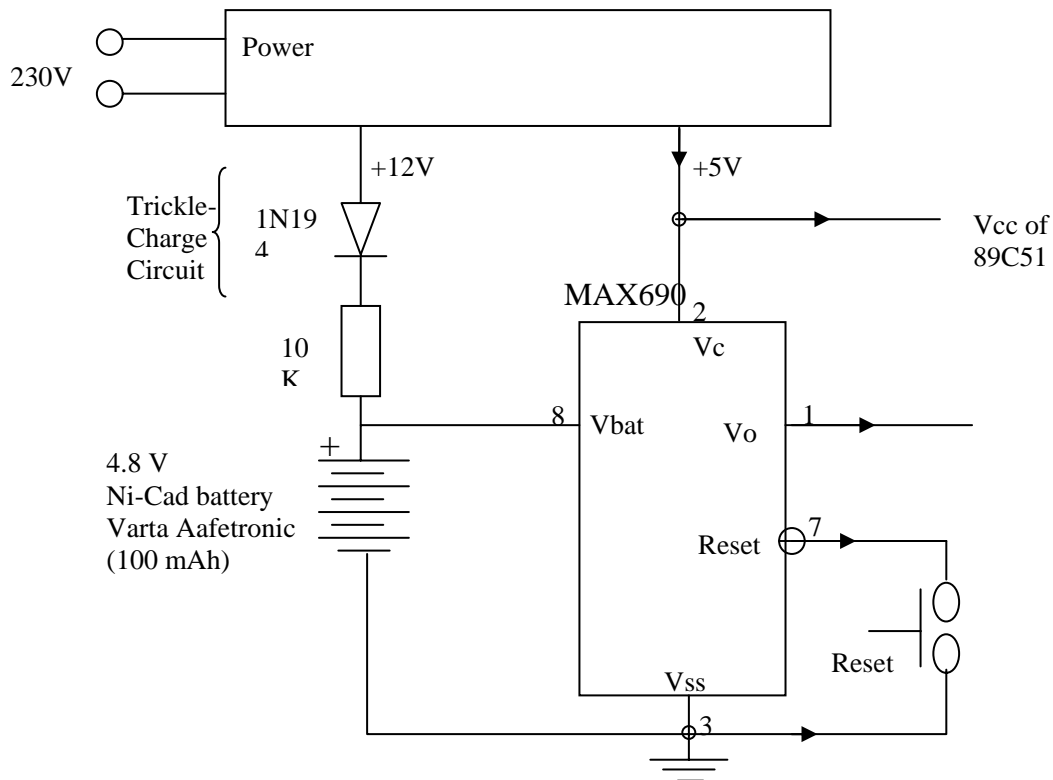 Power
230V
+12V
+5V
Trickle-
Charge
Circuit
1N19
4
Vcc of
89C51
MAX690
2
Vc
10
K
8
Vbat
1
Vo
+
4.8 V
Ni-Cad battery
Varta Aafetronic
(100 mAh)
Reset
7
Reset
Vss
3